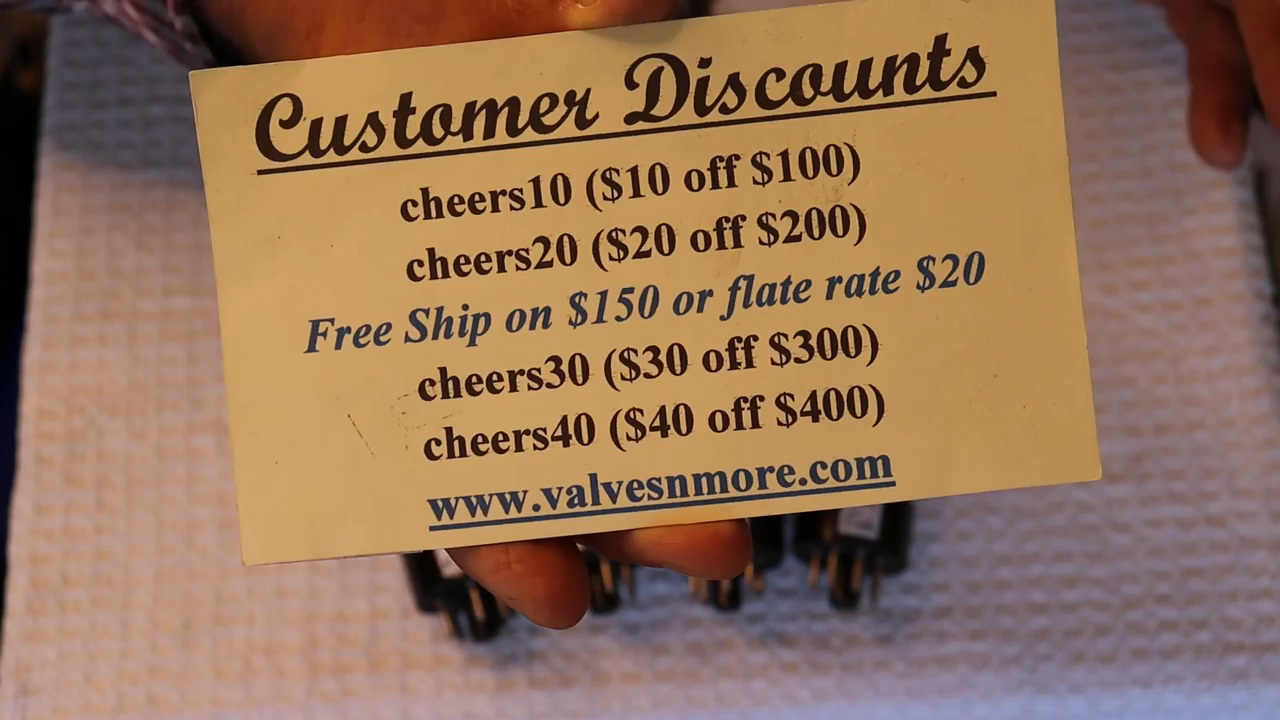 Customer Discounts
cheers10 ($10 off $100)
cheers20 ($20 off $200)
Free Ship on $150 or flate rate $20
cheers30 ($30 off $300)
cheers40 ($40 off $400)
www.valvesnmore.com